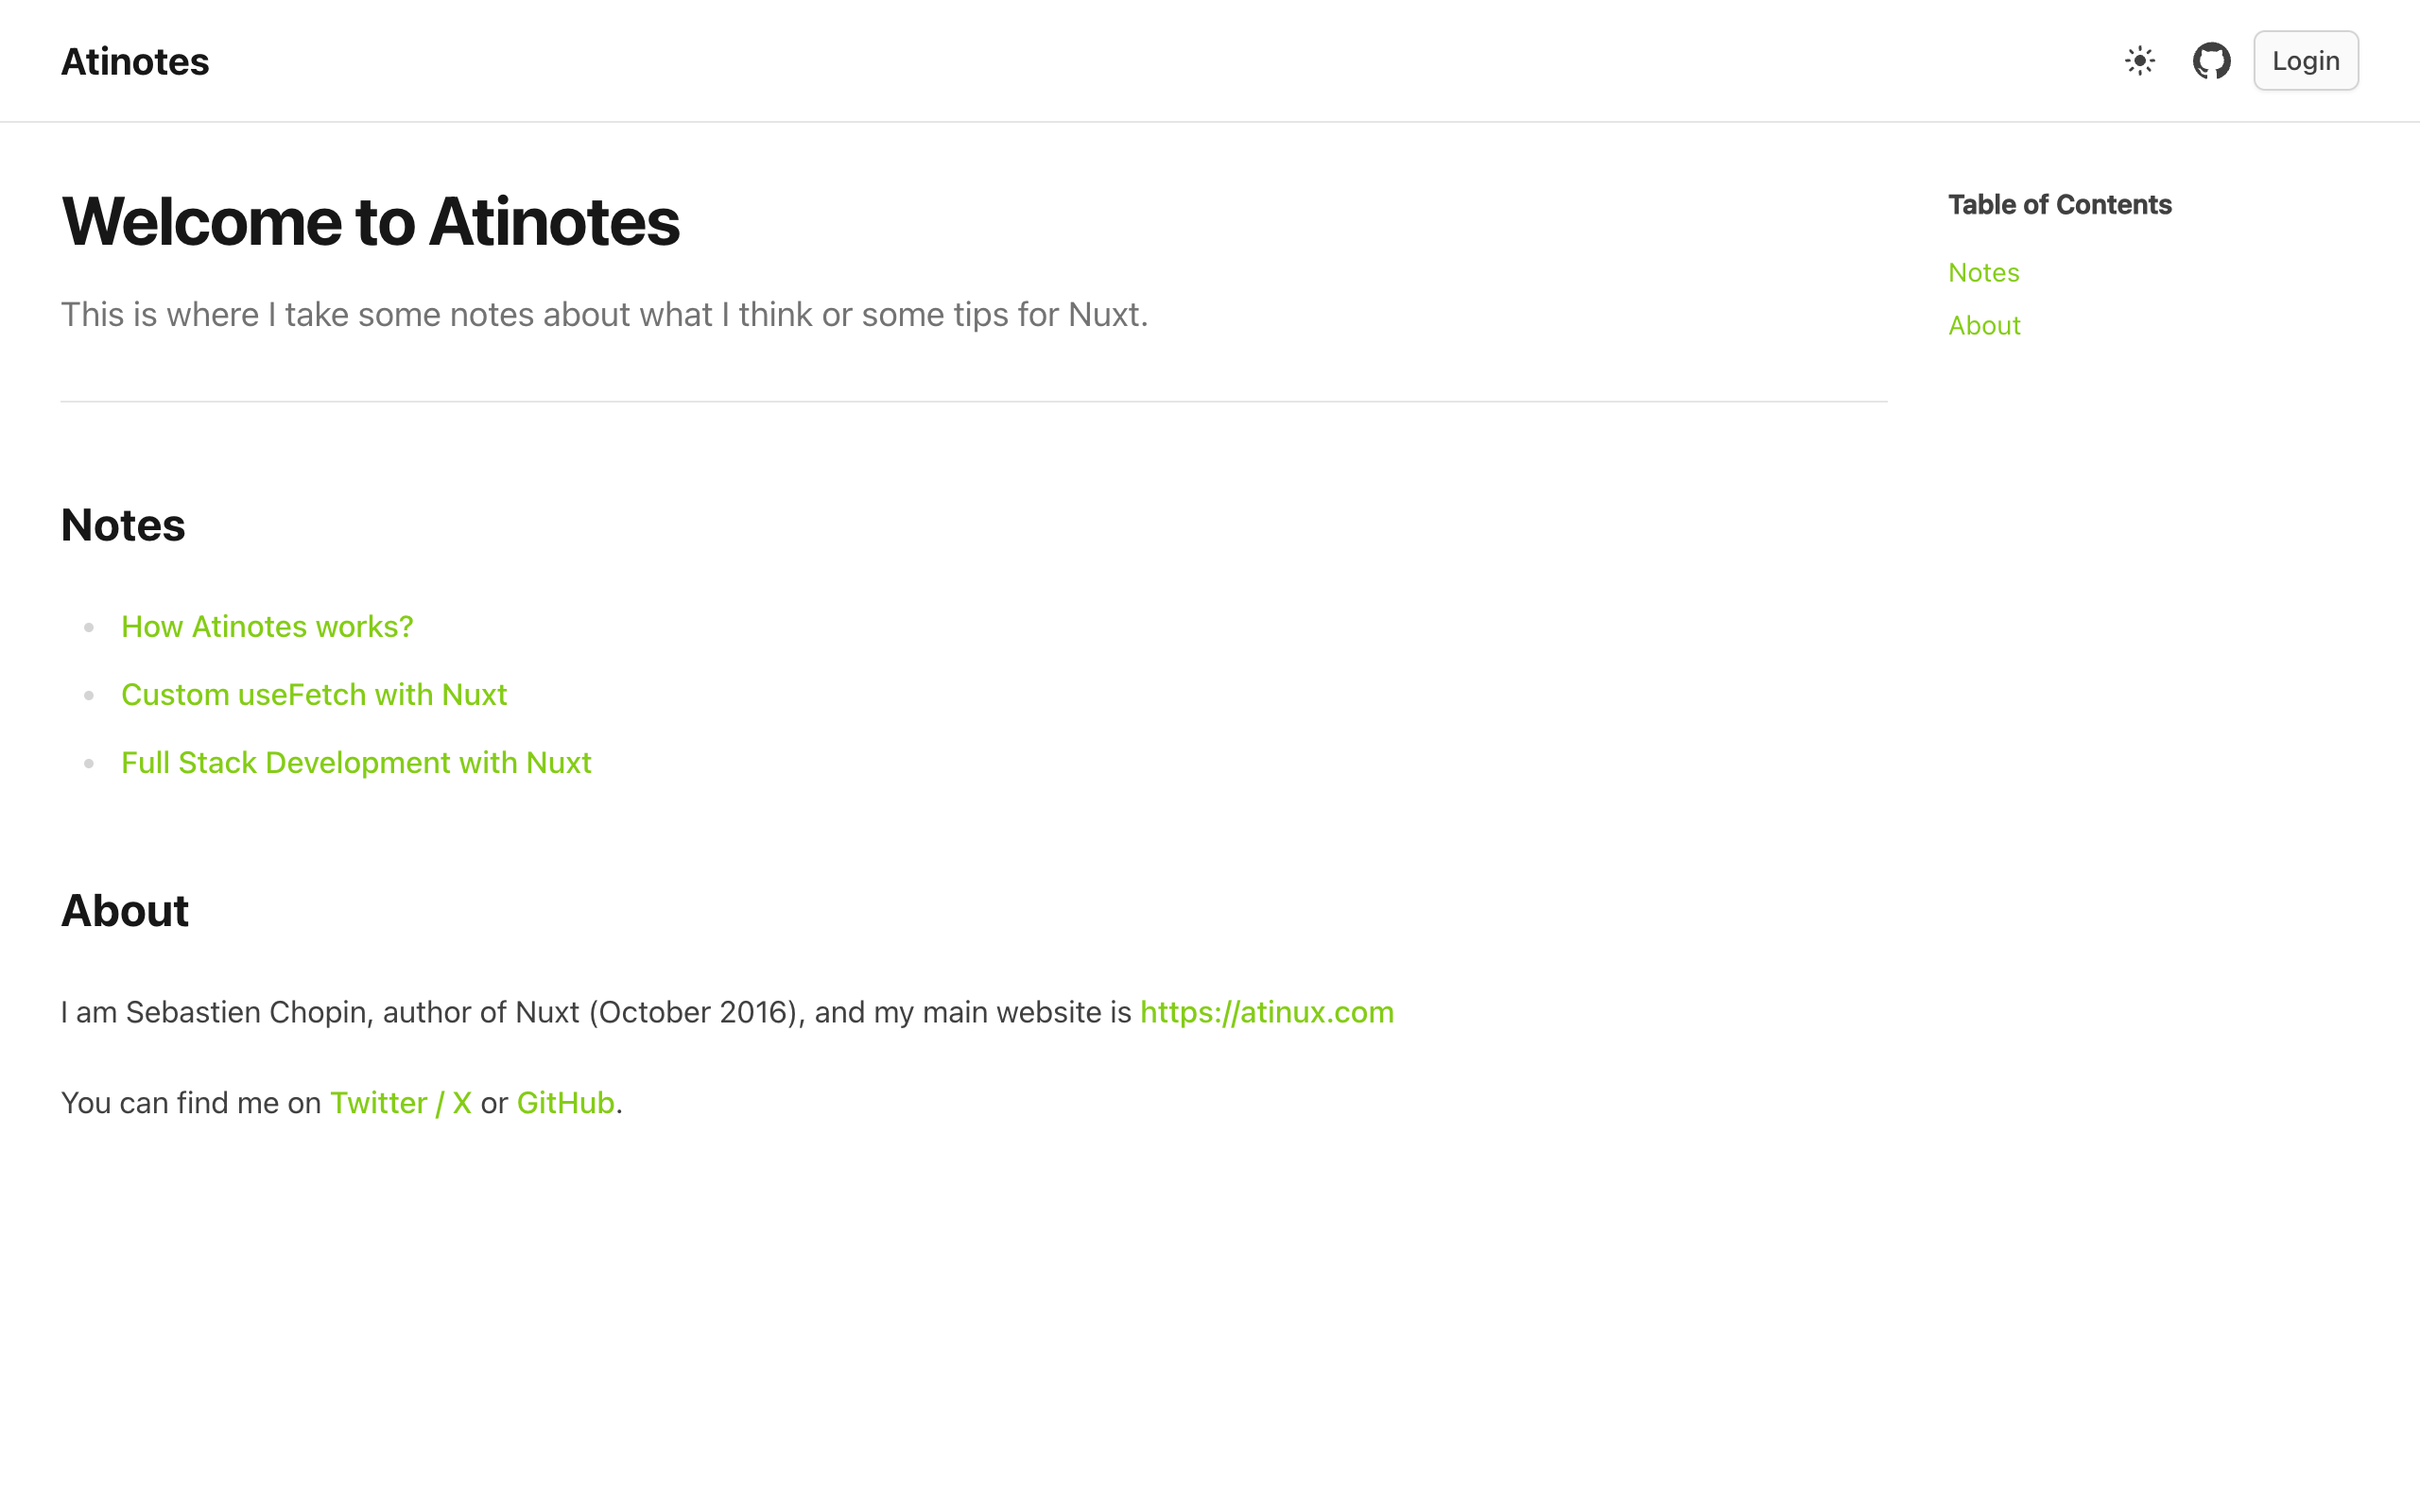 Atinotes
Login
Welcome to Atinotes
This is where I take some notes about what I think or some tips for Nuxt.
Table of Contents
Notes
About
Notes
How Atinotes works?
Custom useFetch with Nuxt
Full Stack Development with Nuxt
About
I am Sebastien Chopin, author of Nuxt (October 2016), and my main website is https://atinux.com
You can find me on Twitter / X or GitHub.